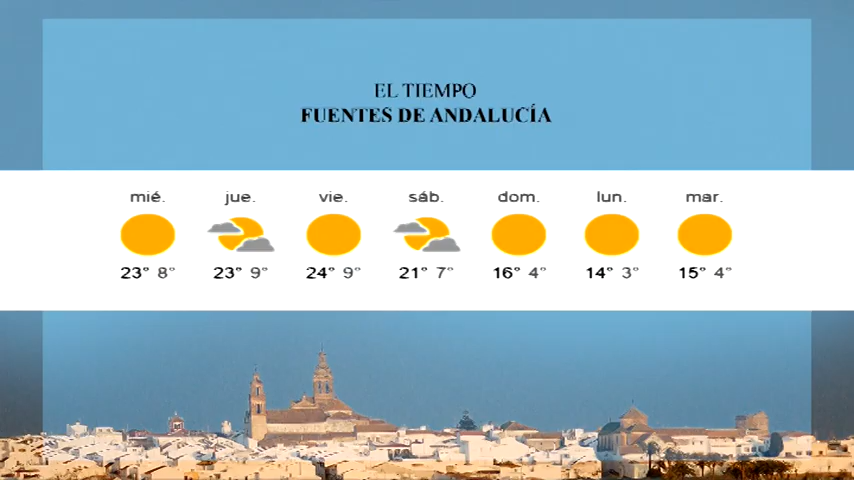 EL TIEMPO
FUENTES DE ANDALUCÍA
mié. jue. vie. sáb. dom. lun. mar.
23° 8° 23° 9° 24° 9° 21° 7° 16° 4° 14° 3° 15° 4°